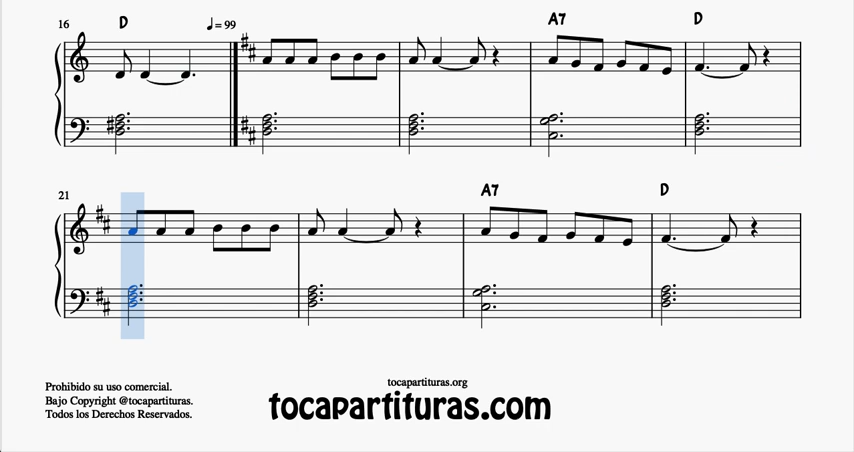 16 D ♩ = 99 A7 D
21 A7 D
tocapartituras.org
Prohibido su uso comercial.
Bajo Copyright @tocapartituras.
Todos los Derechos Reservados.
tocapartituras.com